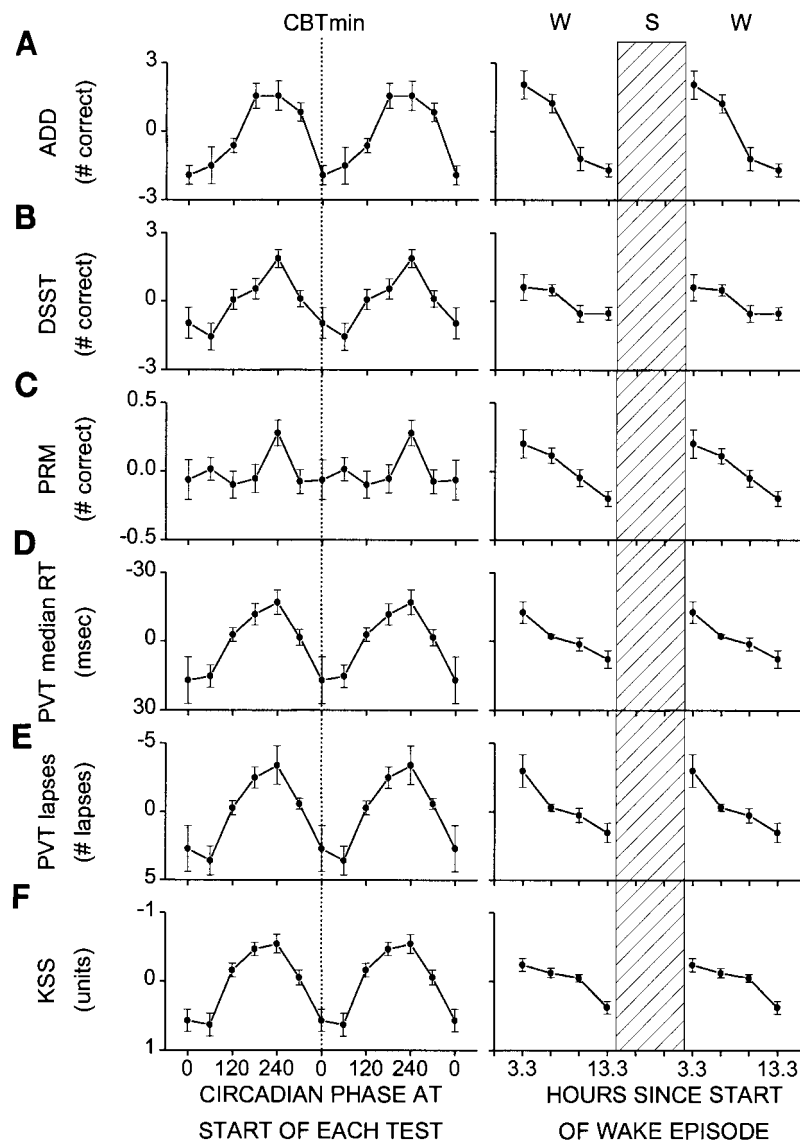 CBTmin W S W
A
ADD
(# correct)
3
0
-3
B
DSST
(# correct)
3
0
-3
C
PRM
(# correct)
0.5
0.0
-0.5
D
PVT median RT
(msec)
-30
0
30
E
PVT lapses
(# lapses)
-5
0
5
F
KSS
(units)
-1
0
1
0 120 240 0 120 240 0
CIRCADIAN PHASE AT
START OF EACH TEST
3.3 13.3 3.3 13.3
HOURS SINCE START
OF WAKE EPISODE